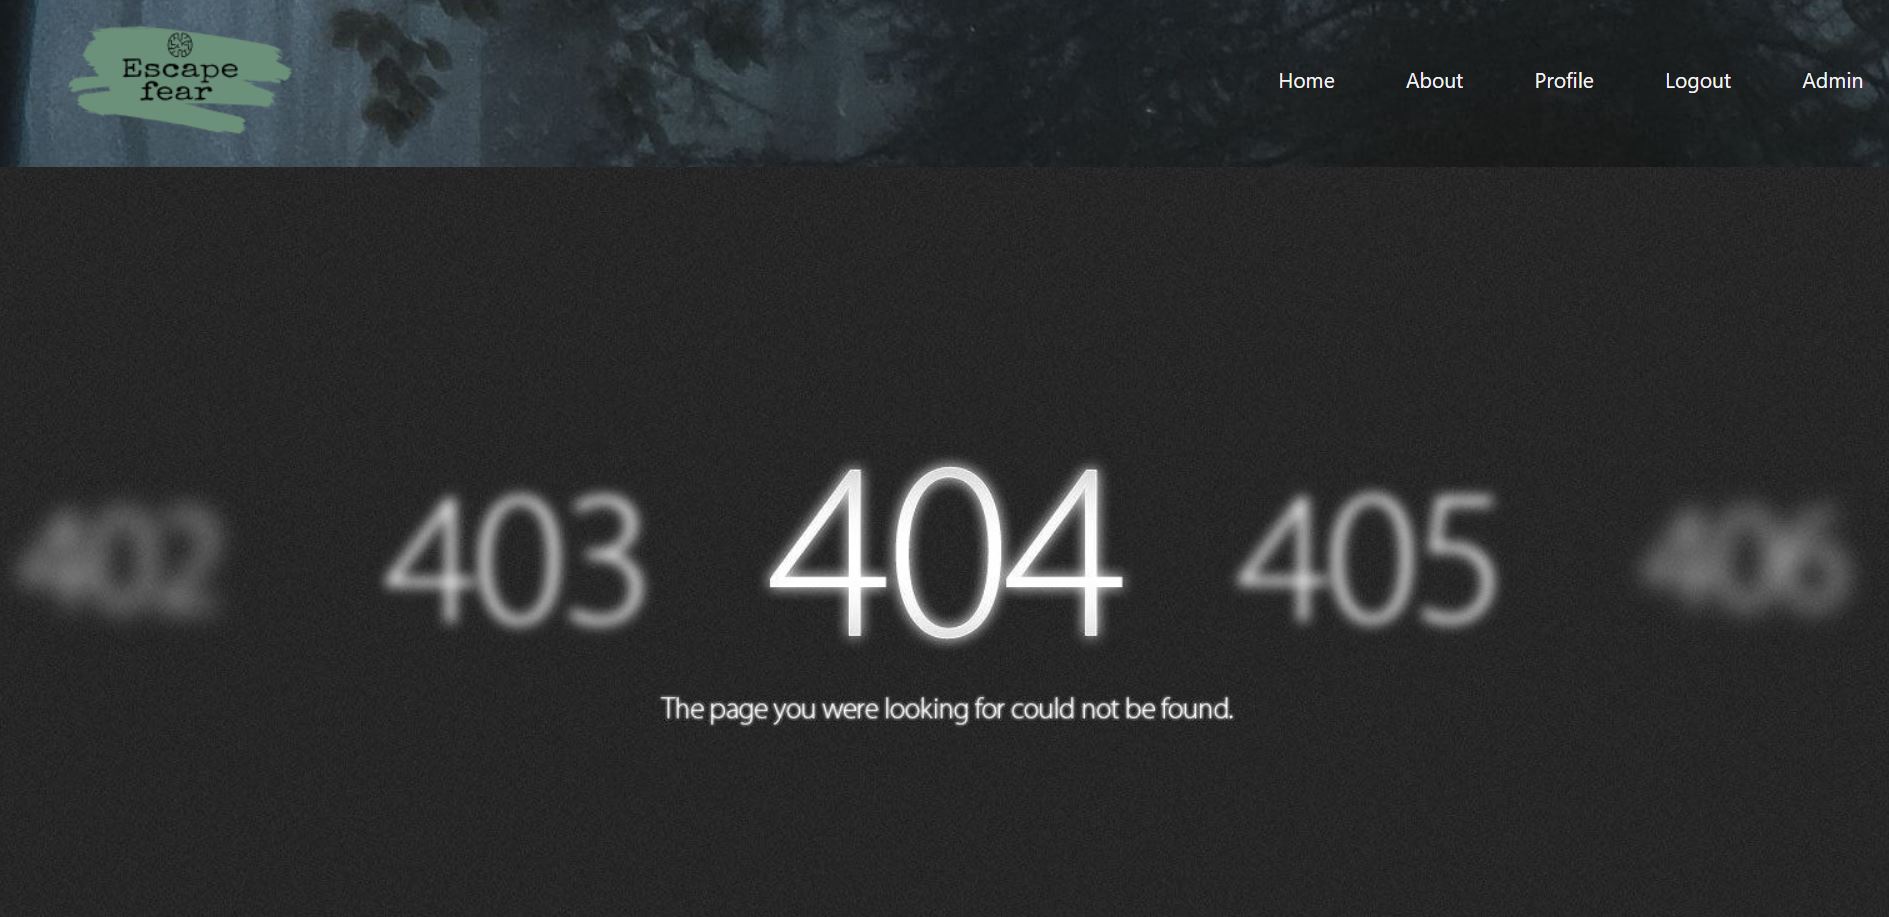 Escape
fear
Home
About
Profile
Logout
Admin
402
403
404
405
406
The page you were looking for could not be found.